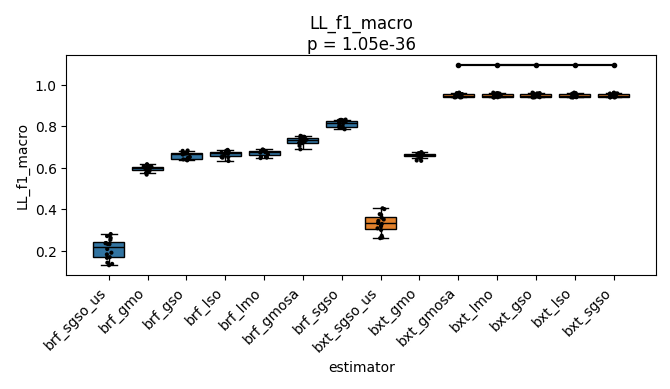 LL_f1_macro
p = 1.05e-36
1.0
0.8
0.6
0.4
0.2
LL_f1_macro
brf_sgso_us
brf_gmo
brf_gso
brf_lso
brf_lmo
brf_gmosa
brf_sgso
bxt_sgso_us
bxt_gmo
bxt_gmosa
bxt_lmo
bxt_gso
bxt_lso
bxt_sgso
estimator